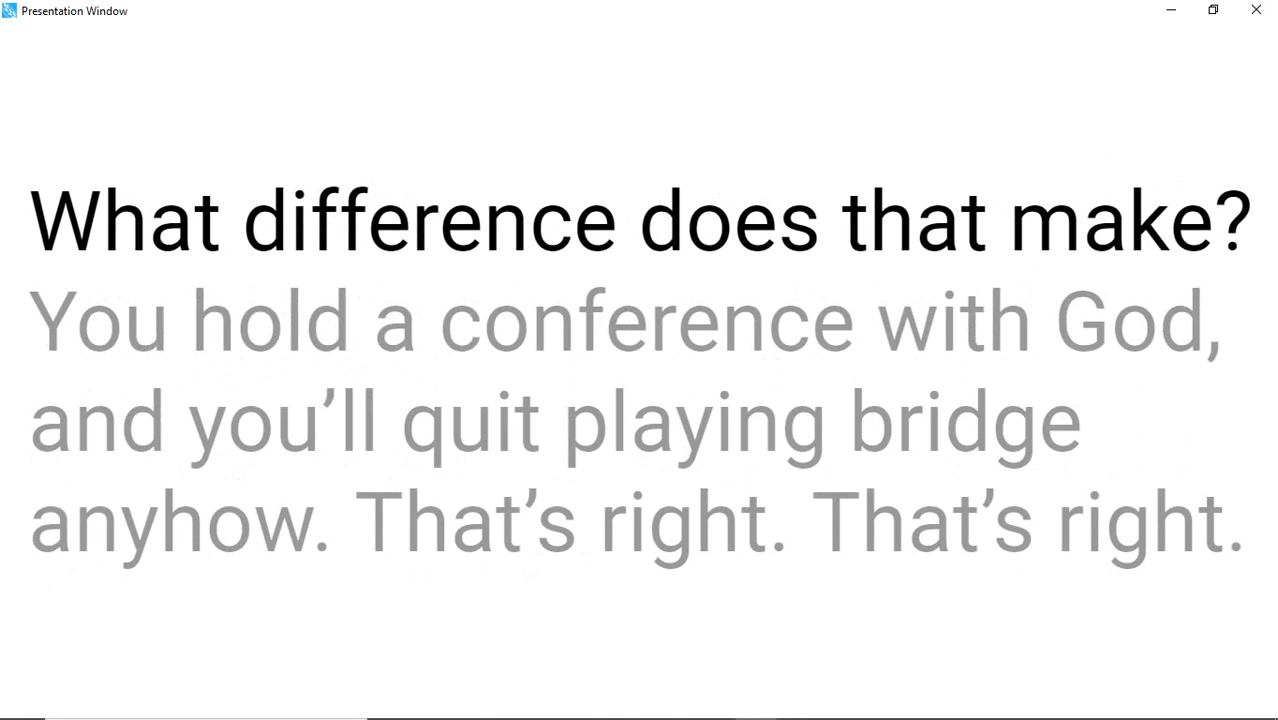 Presentation Window
What difference does that make?
You hold a conference with God,
and you’ll quit playing bridge
anyhow. That’s right. That’s right.